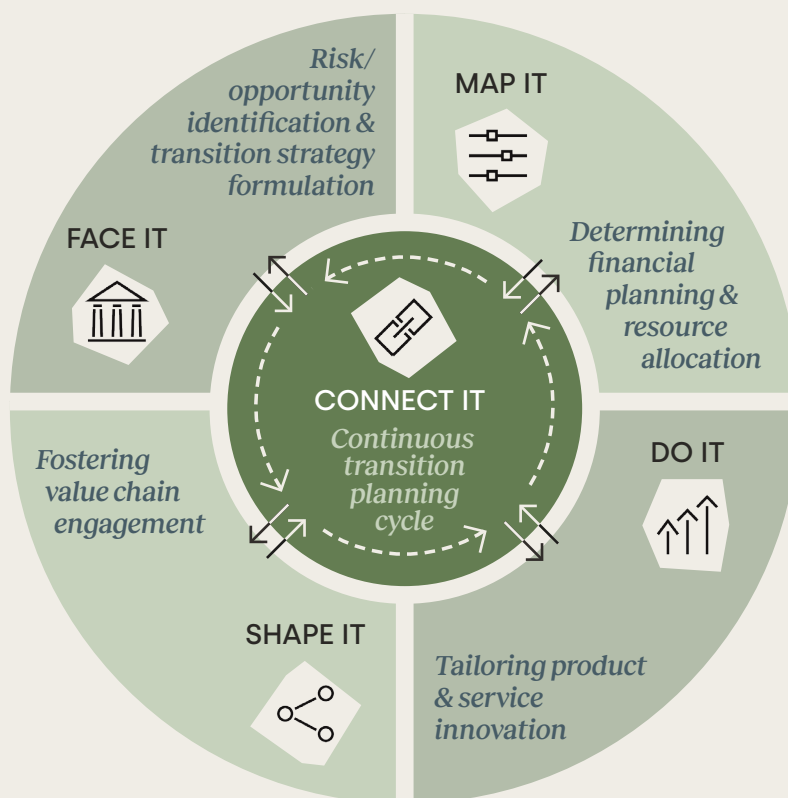 FACE IT
Risk/
opportunity
identification &
transition strategy
formulation
MAP IT
Determining
financial
planning &
resource
allocation
CONNECT IT
Continuous
transition
planning
cycle
Fostering
value chain
engagement
SHAPE IT
DO IT
Tailoring product
& service
innovation